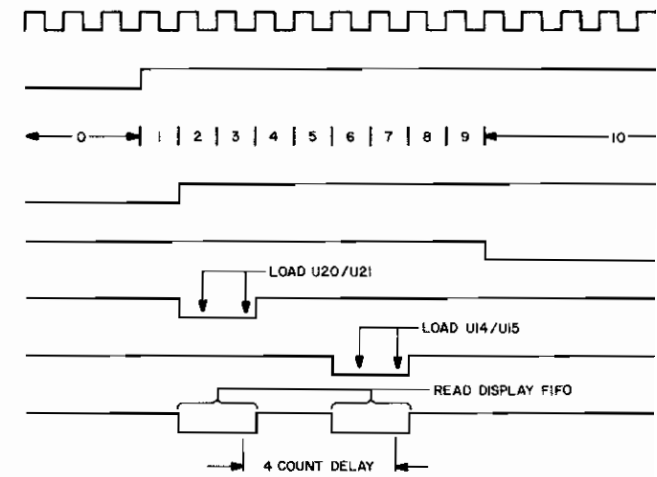 0 1 2 3 4 5 6 7 8 9 10
LOAD U20/U21
LOAD U14/U15
READ DISPLAY FIFO
4 COUNT DELAY